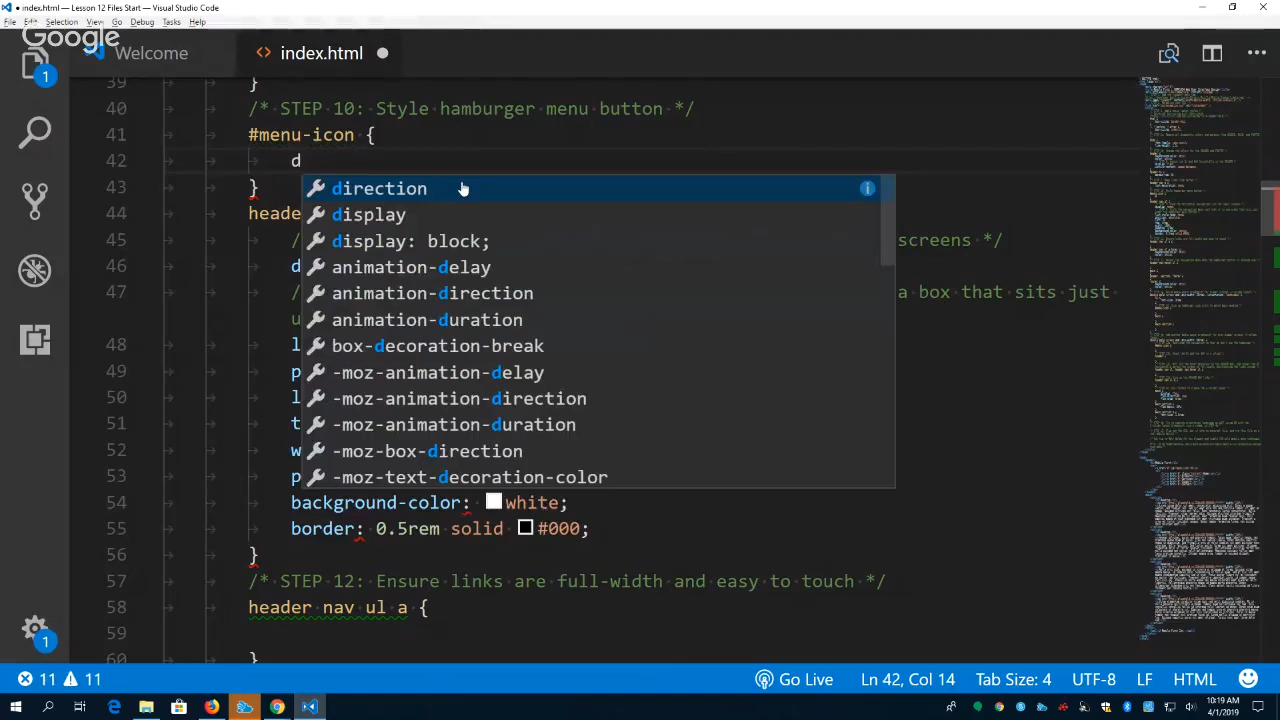 index.html — Lesson 12 Files Start — Visual Studio Code
File Edit Selection View Go Debug Tasks Help
Google
Welcome
index.html
1
39 }
40 /* STEP 10: Style hamburger menu button */
41 #menu-icon {
42 d
43 }
direction
44 heade
display
45 screens */
display: block;
46 d
animation-delay
47 a box that sits just
animation-direction
u
animation-duration
48 l
box-decoration-break
49 p
-moz-animation-delay
50 l
-moz-animation-direction
51 t
-moz-animation-duration
52 w
-moz-box-direction
53 p
-moz-text-decoration-color
54 background-color: white;
55 border: 0.5rem solid #000;
56 }
57 /* STEP 12: Ensure links are full-width and easy to touch */
58 header nav ul a {
59
60 }
1
11 11
Go Live
Ln 42, Col 14
Tab Size: 4
UTF-8
LF
HTML
10:19 AM
4/1/2019